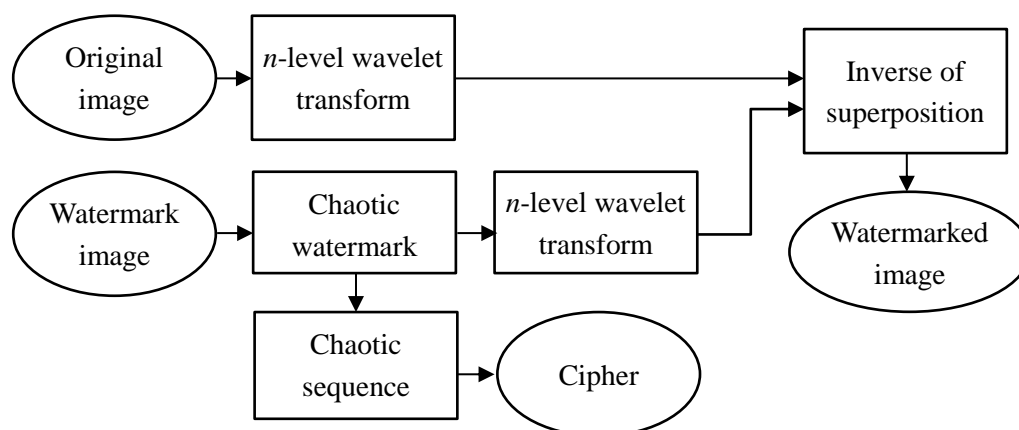 Original
image
n-level wavelet
transform
Inverse of
superposition
Watermark
image
Chaotic
watermark
n-level wavelet
transform
Watermarked
image
Chaotic
sequence
Cipher